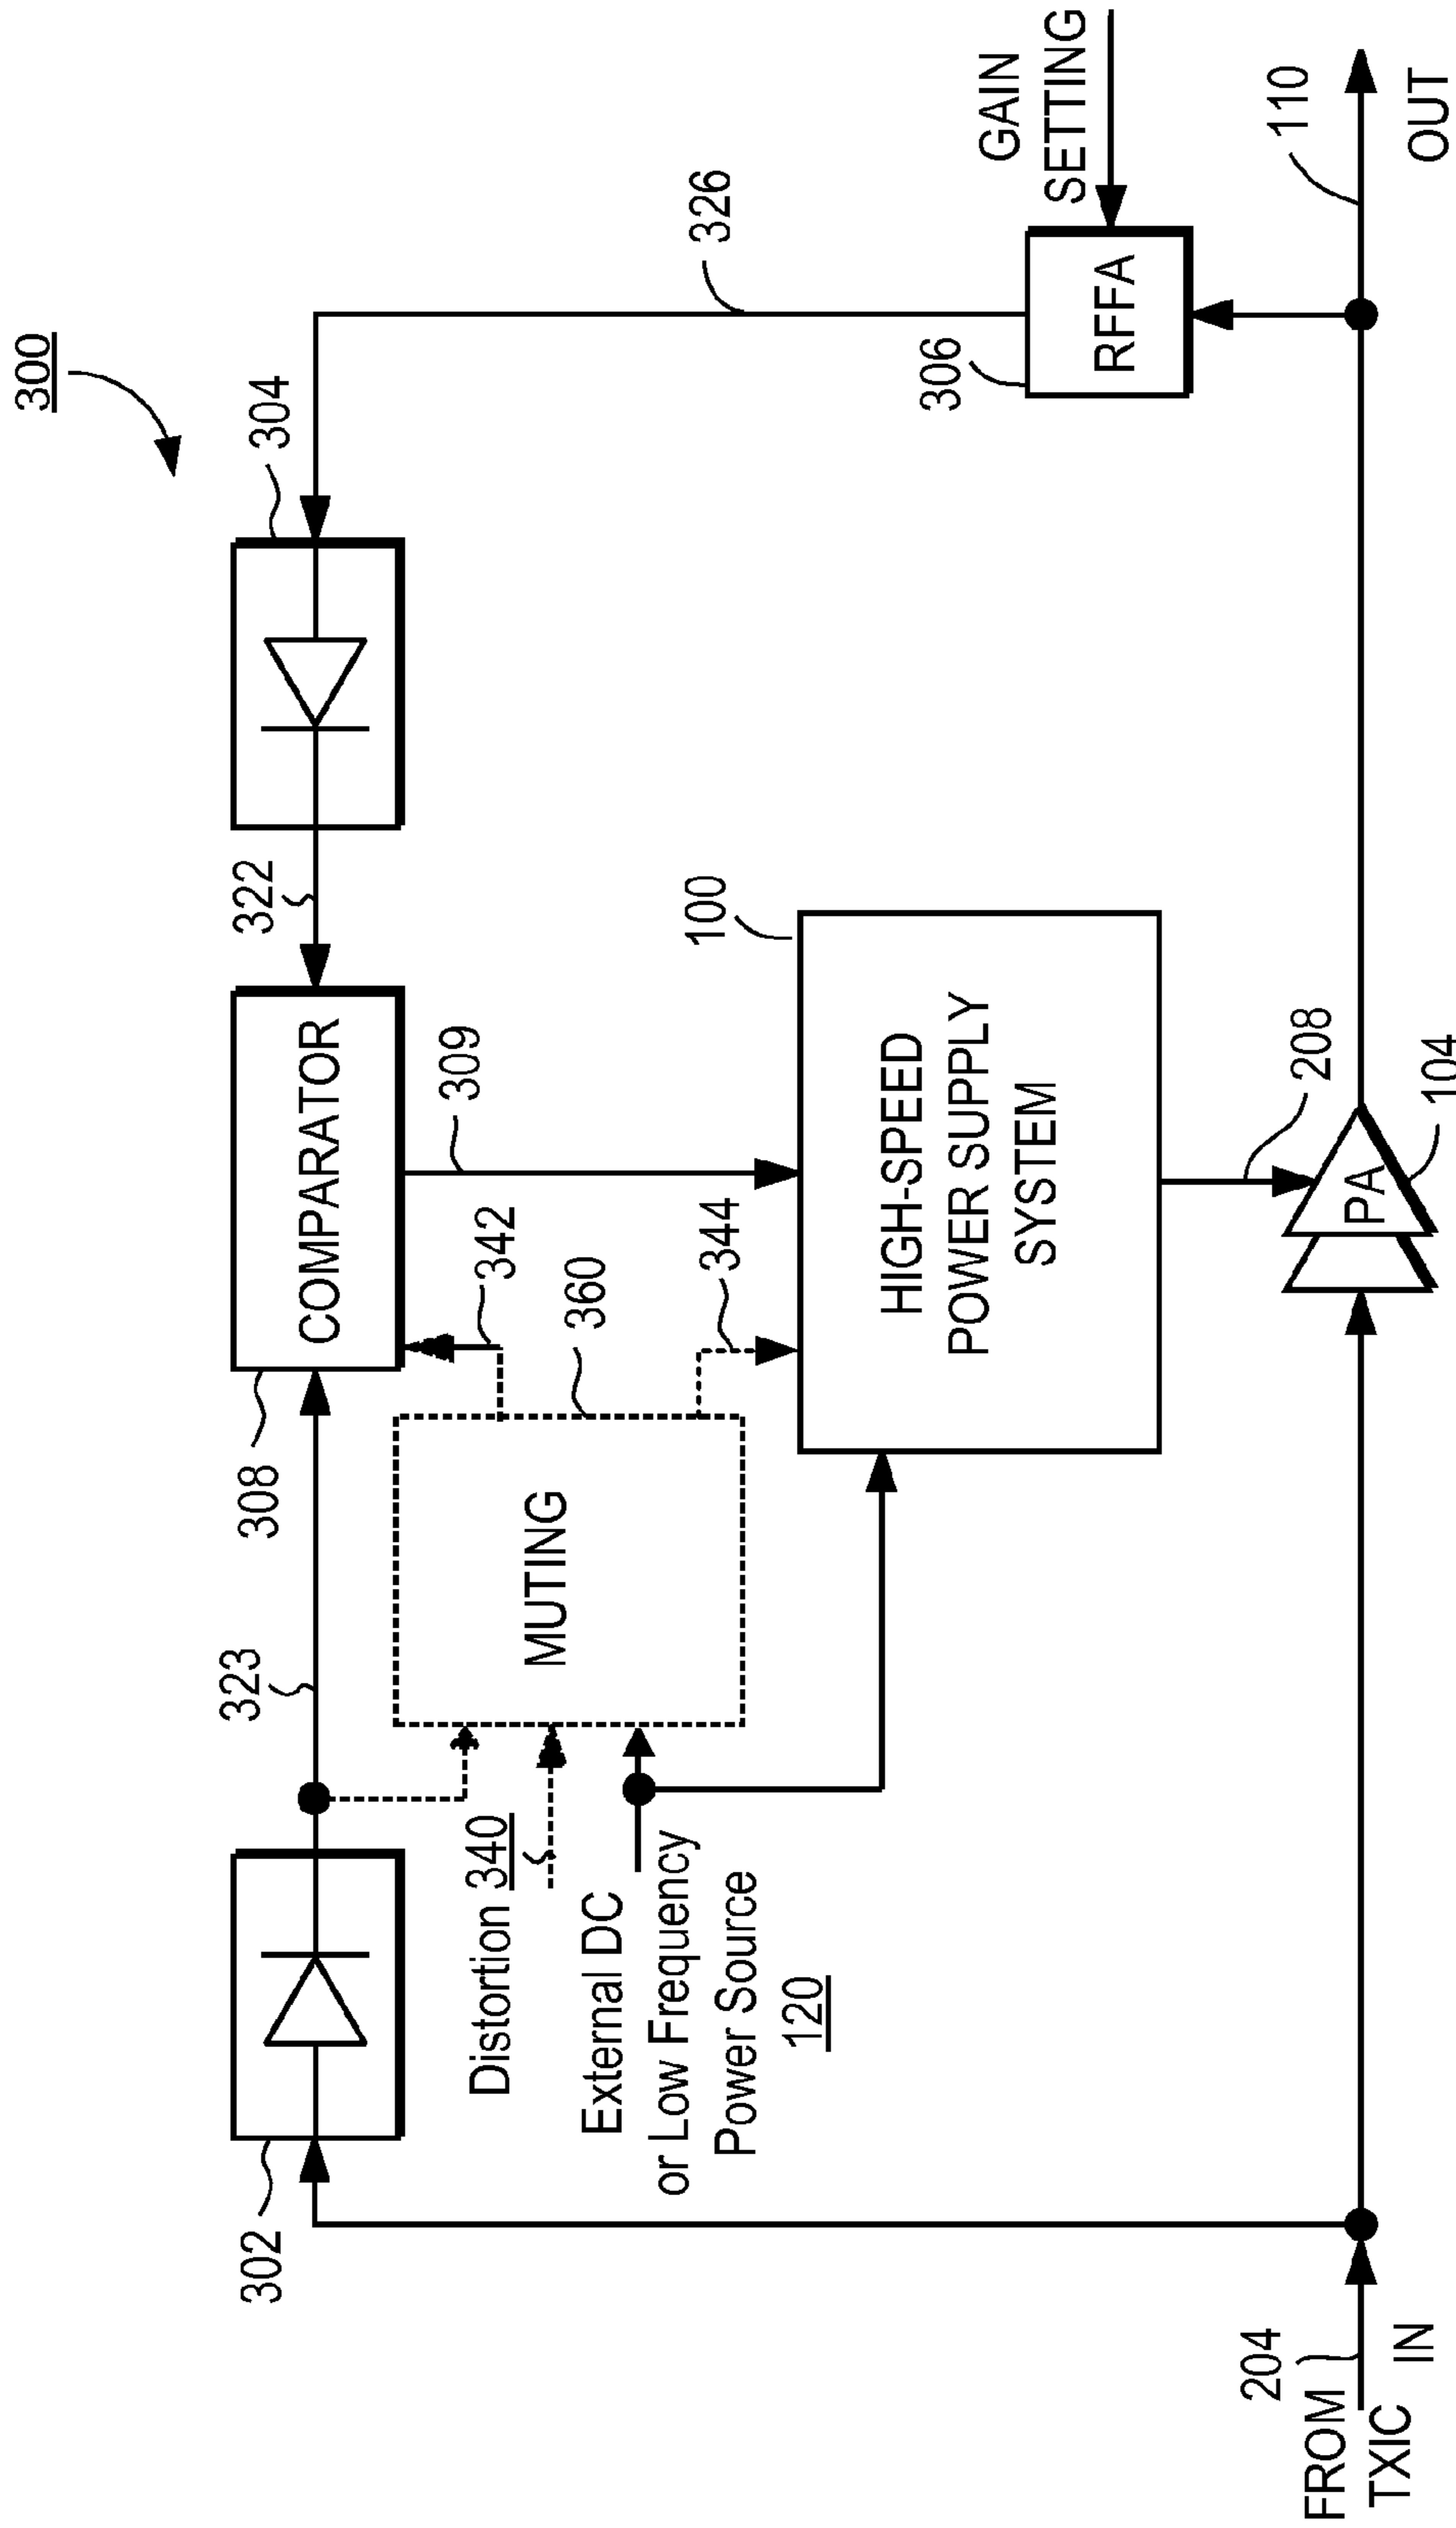 300
302
323
308
COMPARATOR
322
304
326
309
342
360
344
MUTING
Distortion 340
External DC
or Low Frequency
Power Source
120
100
HIGH-SPEED
POWER SUPPLY
SYSTEM
208
PA
104
306
RFFA
GAIN
SETTING
110
OUT
204
FROM
TXIC
IN